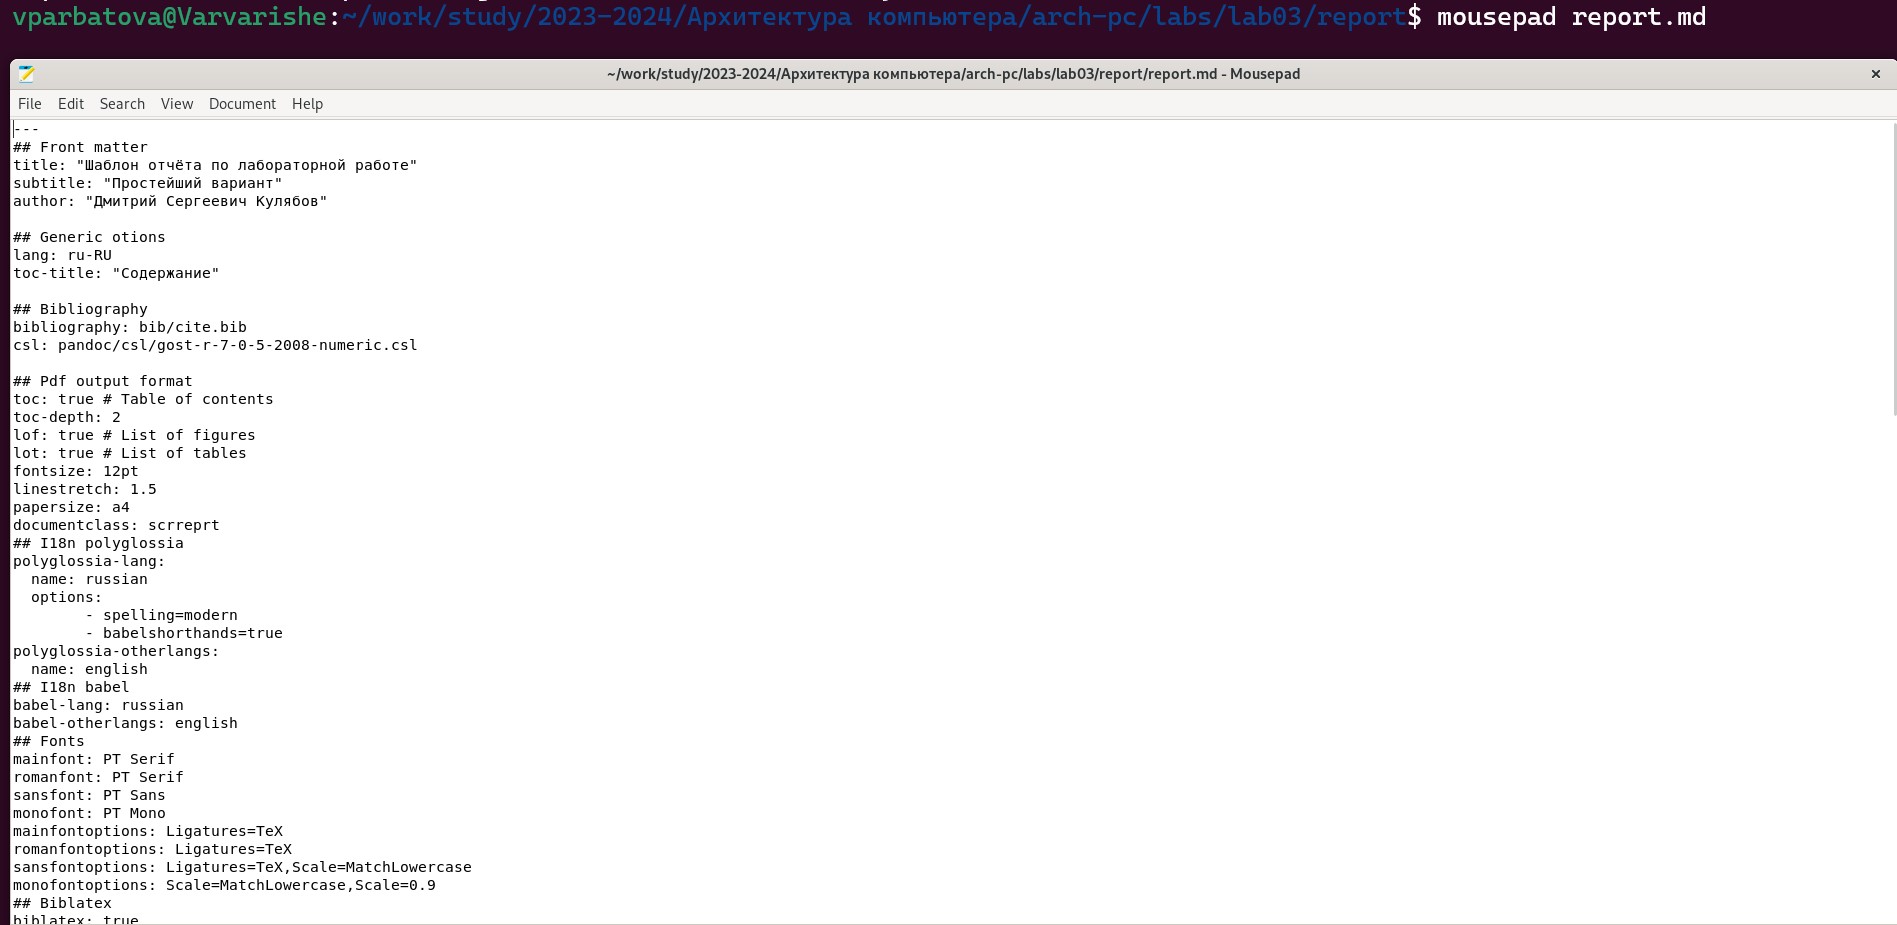 vparbatova@Varvarishe:~/work/study/2023-2024/Архитектура компьютера/arch-pc/labs/lab03/report$ mousepad report.md
~/work/study/2023-2024/Архитектура компьютера/arch-pc/labs/lab03/report/report.md - Mousepad
File Edit Search View Document Help
---
## Front matter
title: "Шаблон отчёта по лабораторной работе"
subtitle: "Простейший вариант"
author: "Дмитрий Сергеевич Кулябов"

## Generic otions
lang: ru-RU
toc-title: "Содержание"

## Bibliography
bibliography: bib/cite.bib
csl: pandoc/csl/gost-r-7-0-5-2008-numeric.csl

## Pdf output format
toc: true # Table of contents
toc-depth: 2
lof: true # List of figures
lot: true # List of tables
fontsize: 12pt
linestretch: 1.5
papersize: a4
documentclass: scrreprt
## I18n polyglossia
polyglossia-lang:
  name: russian
  options:
        - spelling=modern
        - babelshorthands=true
polyglossia-otherlangs:
  name: english
## I18n babel
babel-lang: russian
babel-otherlangs: english
## Fonts
mainfont: PT Serif
romanfont: PT Serif
sansfont: PT Sans
monofont: PT Mono
mainfontoptions: Ligatures=TeX
romanfontoptions: Ligatures=TeX
sansfontoptions: Ligatures=TeX,Scale=MatchLowercase
monofontoptions: Scale=MatchLowercase,Scale=0.9
## Biblatex
biblatex: true